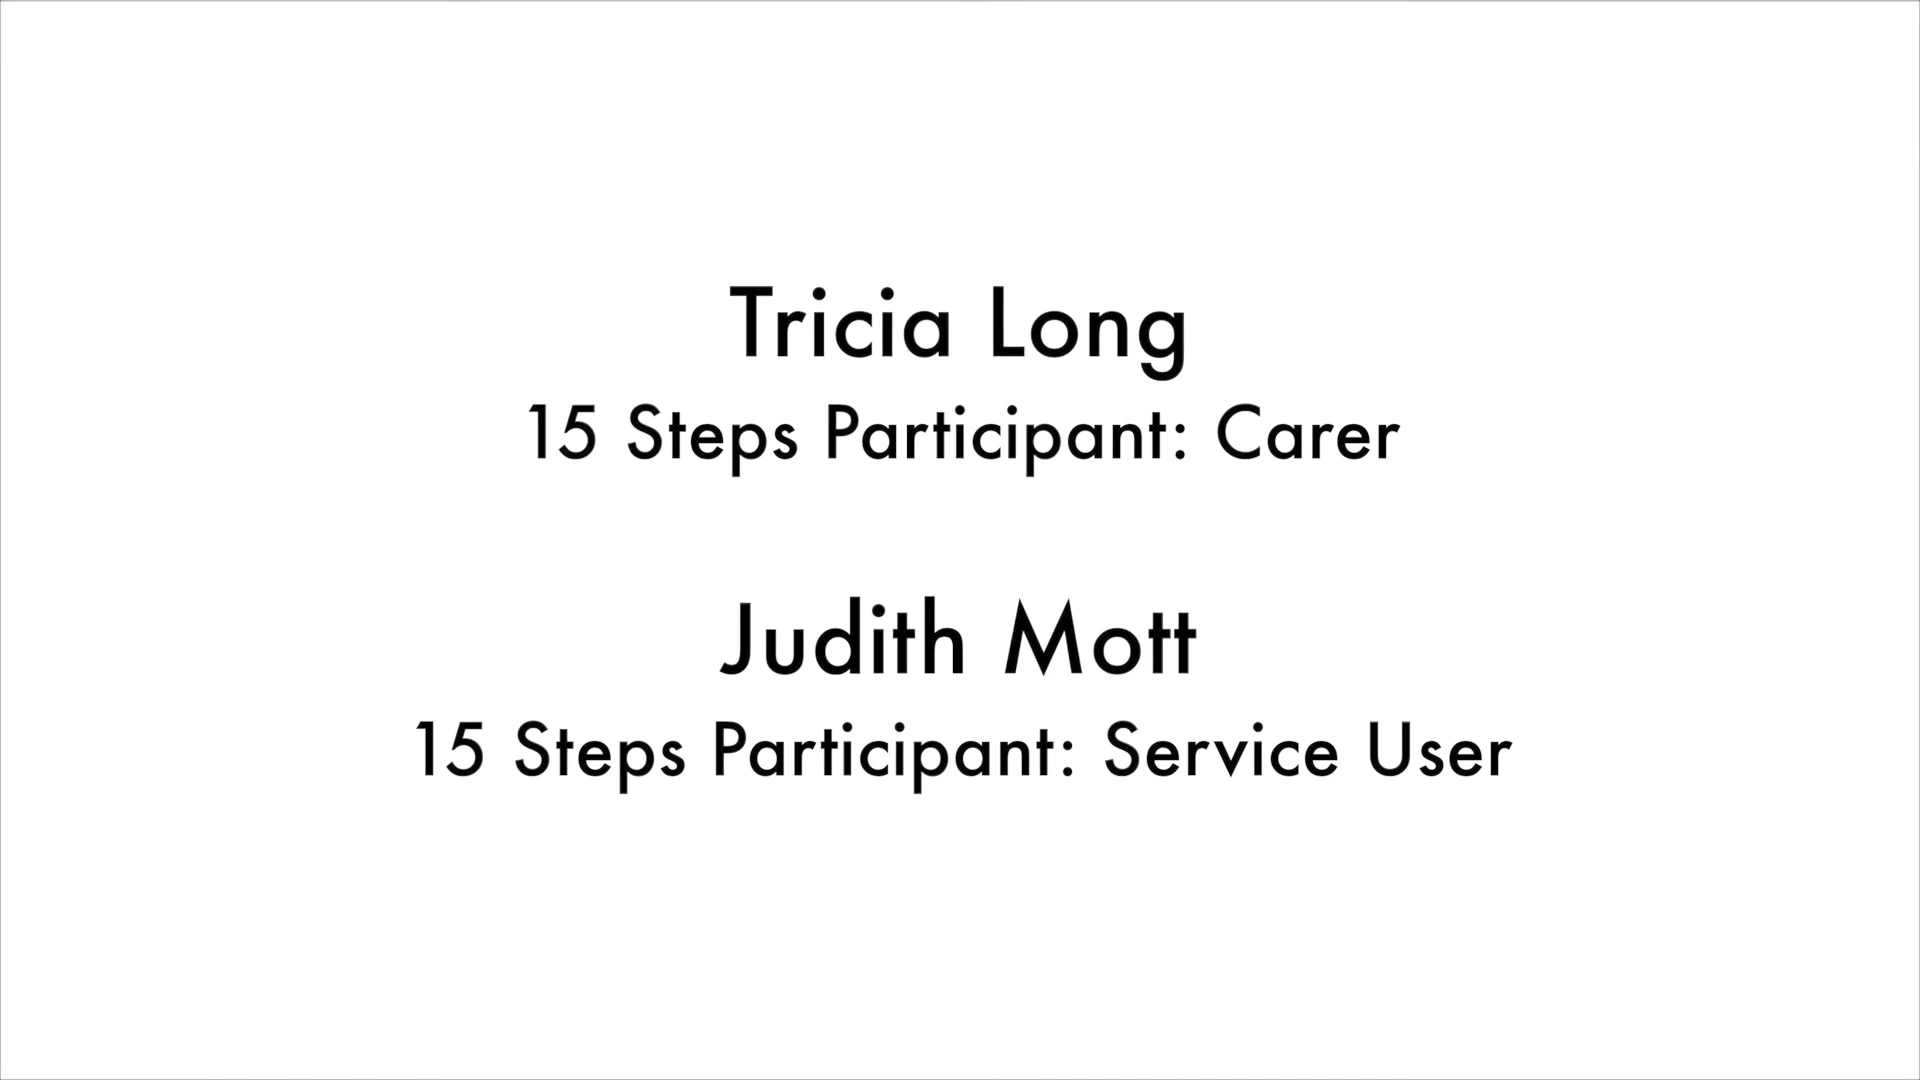 Tricia Long
15 Steps Participant: Carer
Judith Mott
15 Steps Participant: Service User